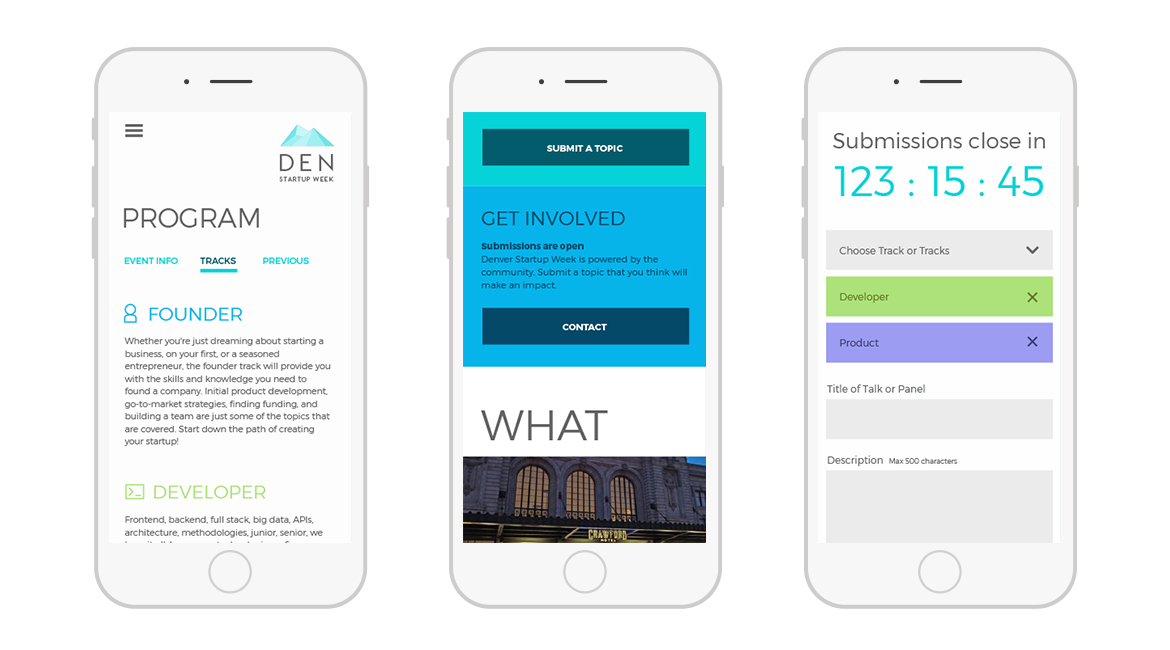 DEN
STARTUP WEEK
PROGRAM
EVENT INFO TRACKS PREVIOUS
FOUNDER
Whether you're just dreaming about starting a
business, on your first, or a seasoned
entrepreneur, the founder track will provide you
with the skills and knowledge you need to
found a company. Initial product development,
go-to-market strategies, finding funding, and
building a team are just some of the topics that
are covered. Start down the path of creating
your startup!
DEVELOPER
Frontend, backend, full stack, big data, APIs,
architecture, methodologies, junior, senior, we
SUBMIT A TOPIC
GET INVOLVED
Submissions are open
Denver Startup Week is powered by the
community. Submit a topic that you think will
make an impact.
CONTACT
WHAT
CRAWFORD
HOTEL
Submissions close in
123 : 15 : 45
Choose Track or Tracks
Developer
Product
Title of Talk or Panel
Description Max 500 characters